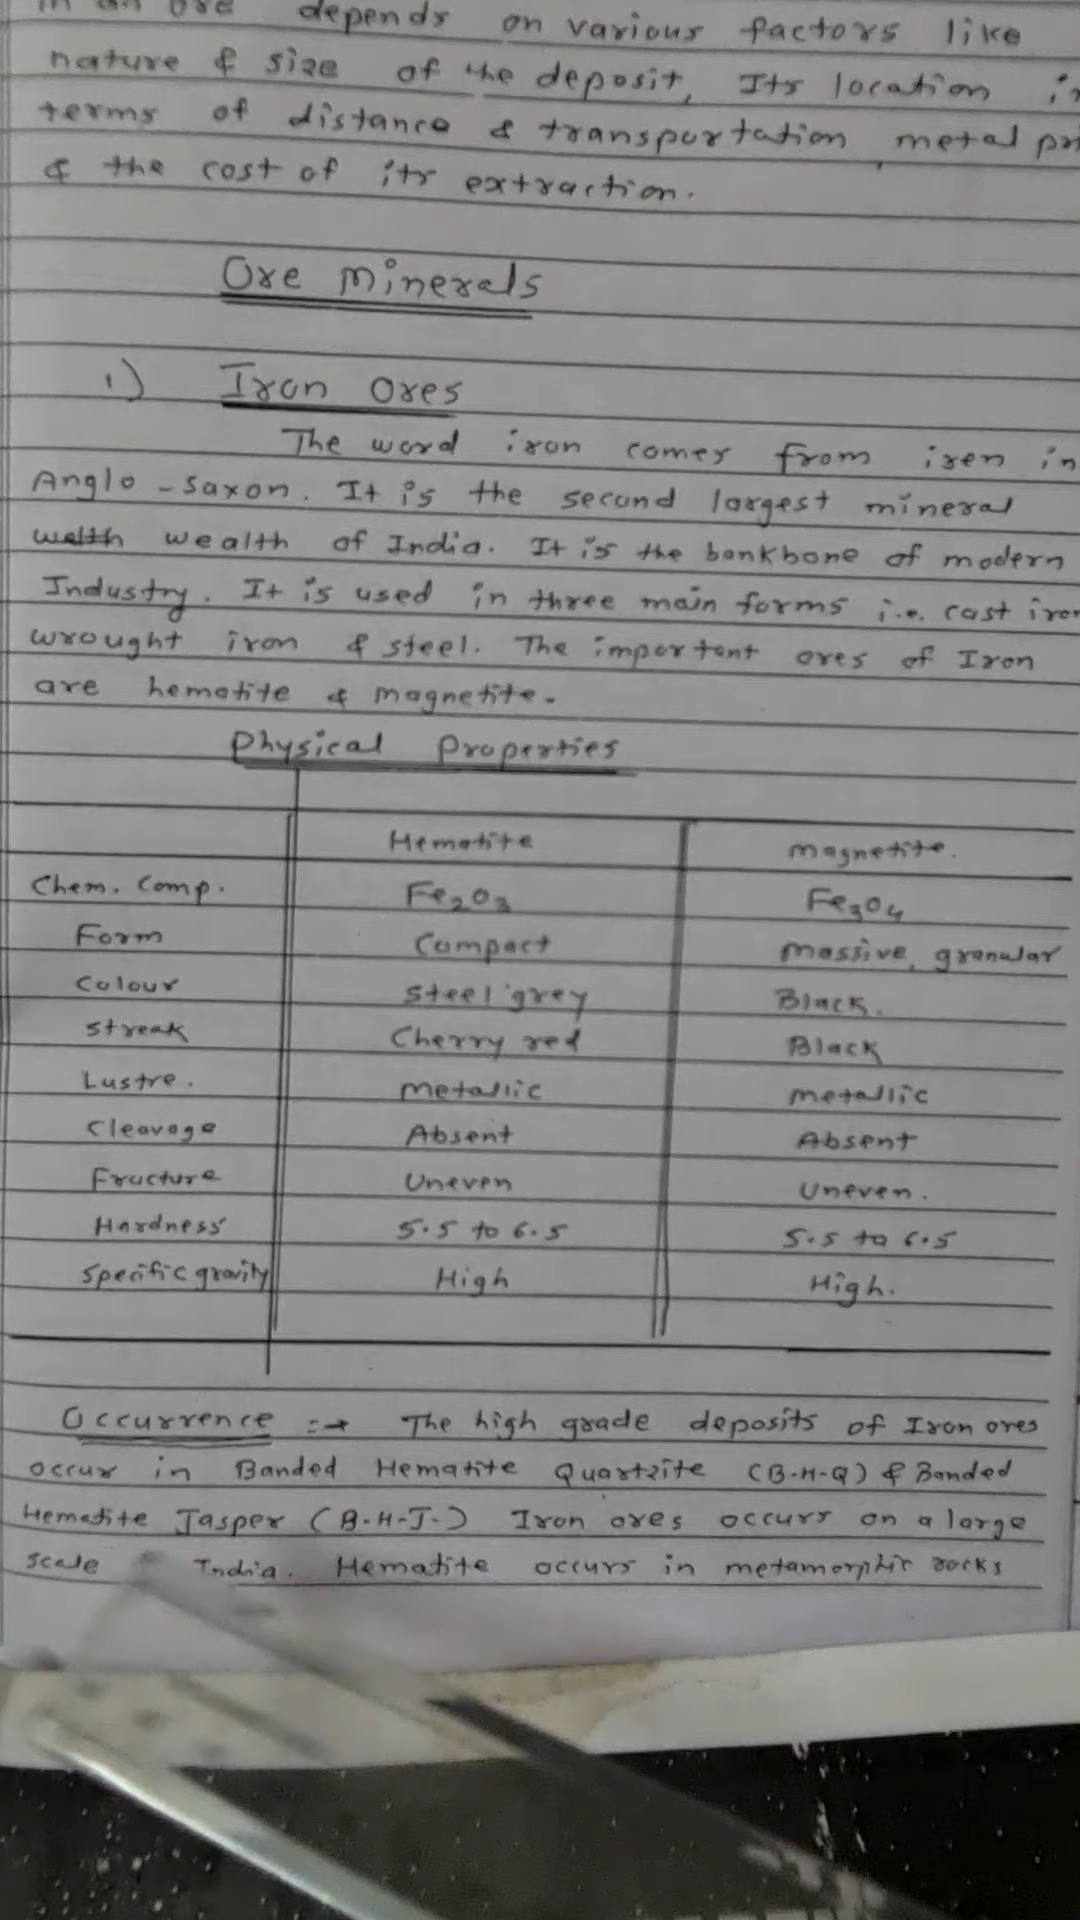 in an ore depends on various factors like
nature & size of the deposit, Its location in
terms of distance & transportation, metal
& the cost of its extraction.
Ore Minerals
1) Iron Ores
The word iron comes from iren in
Anglo-saxon. It is the second largest mineral
welth wealth of India. It is the bankbone of modern
Industry. It is used in three main forms i.e. cast iron
wrought iron & steel. The important ores of Iron
are hematite & magnetite.
Physical Properties
Hematite Magnetite.
Chem. Comp. Fe2O3 Fe3O4
Form Compact Massive, granular
Colour Steel grey Black.
Streak Cherry red Black
Lustre. Metallic Metallic
Cleavage Absent Absent
Fracture Uneven Uneven.
Hardness 5.5 to 6.5 5.5 to 6.5
Specific gravity High High.
Occurrence :→ The high grade deposits of Iron ores
occur in Banded Hematite Quartzite (B.H.Q) & Banded
Hematite Jasper (B.H.J.) Iron ores occurs on a large
scale India. Hematite occurs in metamorphic rocks